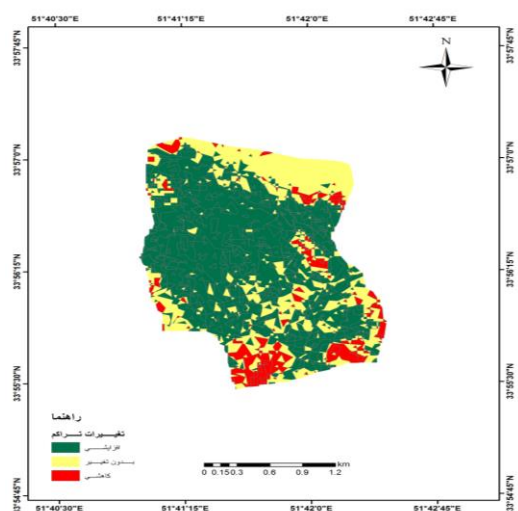 51°40'30"E 51°41'15"E 51°42'0"E 51°42'45"E
33°57'45"N 33°57'45"N
N
33°57'0"N 33°57'0"N
33°56'15"N 33°56'15"N
33°55'30"N 33°55'30"N
راهنما
تغییرات تراکم
افزایشی
بدون تغییر
کاهشی
km
0 0.15 0.3 0.6 0.9 1.2
33°54'45"N 33°54'45"N
51°40'30"E 51°41'15"E 51°42'0"E 51°42'45"E